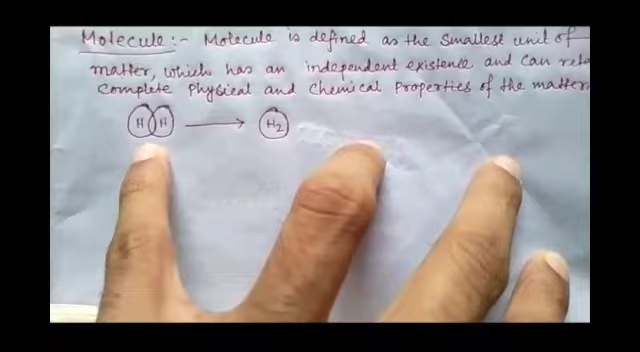 Molecule:- Molecule is defined as the smallest unit of
matter, which has an independent existence and can
complete Physical and chemical Properties of the matter
H H → H2